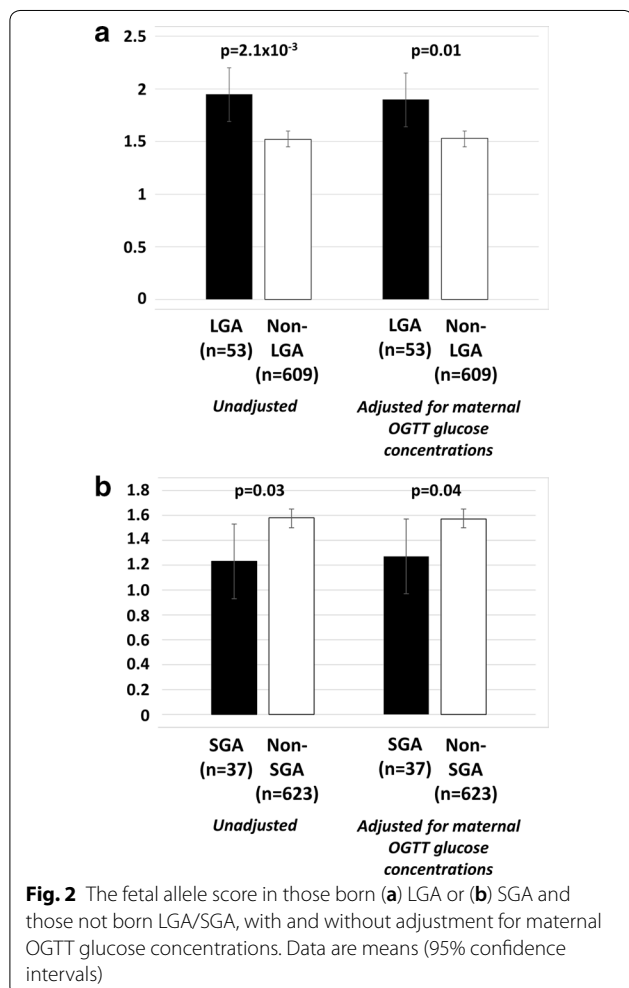 a
2.5
p=2.1x10-3 p=0.01
2
1.5
1
0.5
0
LGA Non- LGA Non-
(n=53) LGA (n=53) LGA
(n=609) (n=609)
Unadjusted Adjusted for maternal
OGTT glucose
concentrations
b
1.8 p=0.03 p=0.04
1.6
1.4
1.2
1.0
0.8
0.6
0.4
0.2
0
SGA Non- SGA Non-
(n=37) SGA (n=37) SGA
(n=623) (n=623)
Unadjusted Adjusted for maternal
OGTT glucose
concentrations
Fig. 2 The fetal allele score in those born (a) LGA or (b) SGA and
those not born LGA/SGA, with and without adjustment for maternal
OGTT glucose concentrations. Data are means (95% confidence
intervals)